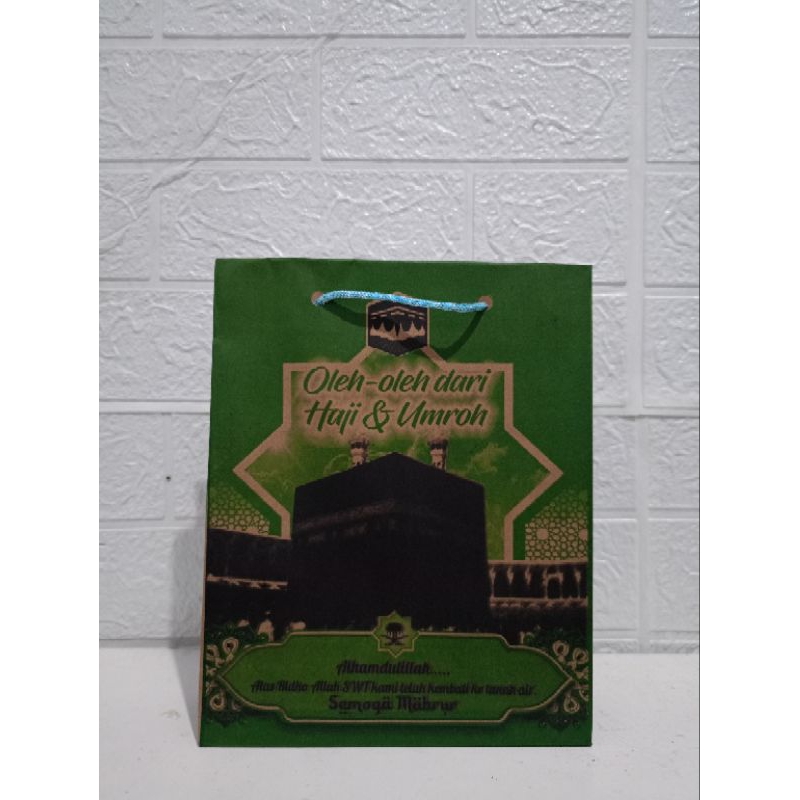 Oleh-oleh dari
Haji & Umroh
Alhamdulillah.....
Atas Ridho Allah SWT kami telah kembali ke tanah air.
Semoga Mabrur